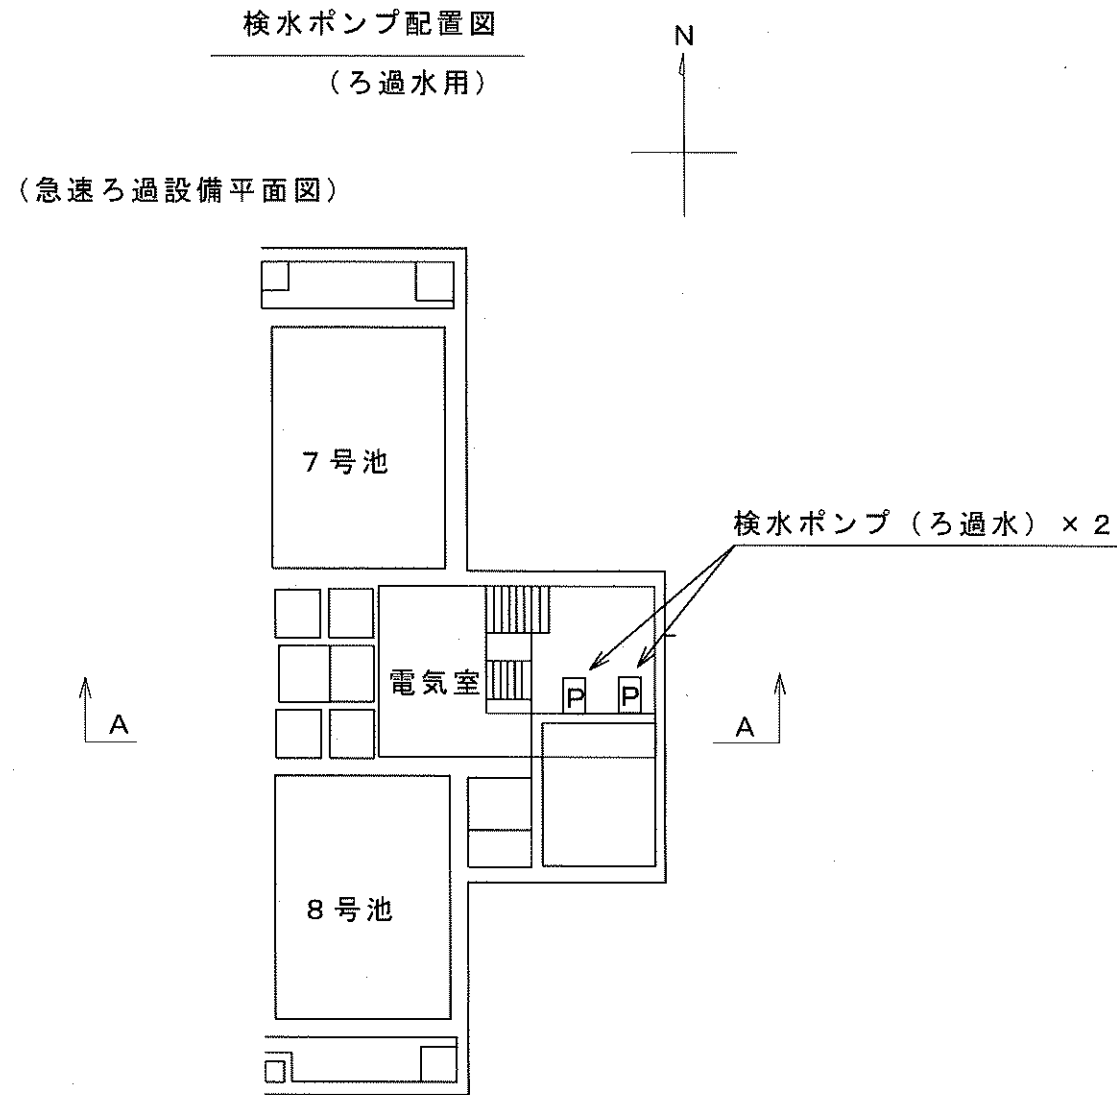 検水ポンプ配置図
（ろ過水用）
N
（急速ろ過設備平面図）
７号池
検水ポンプ（ろ過水）×２
電気室
P
P
A
A
８号池